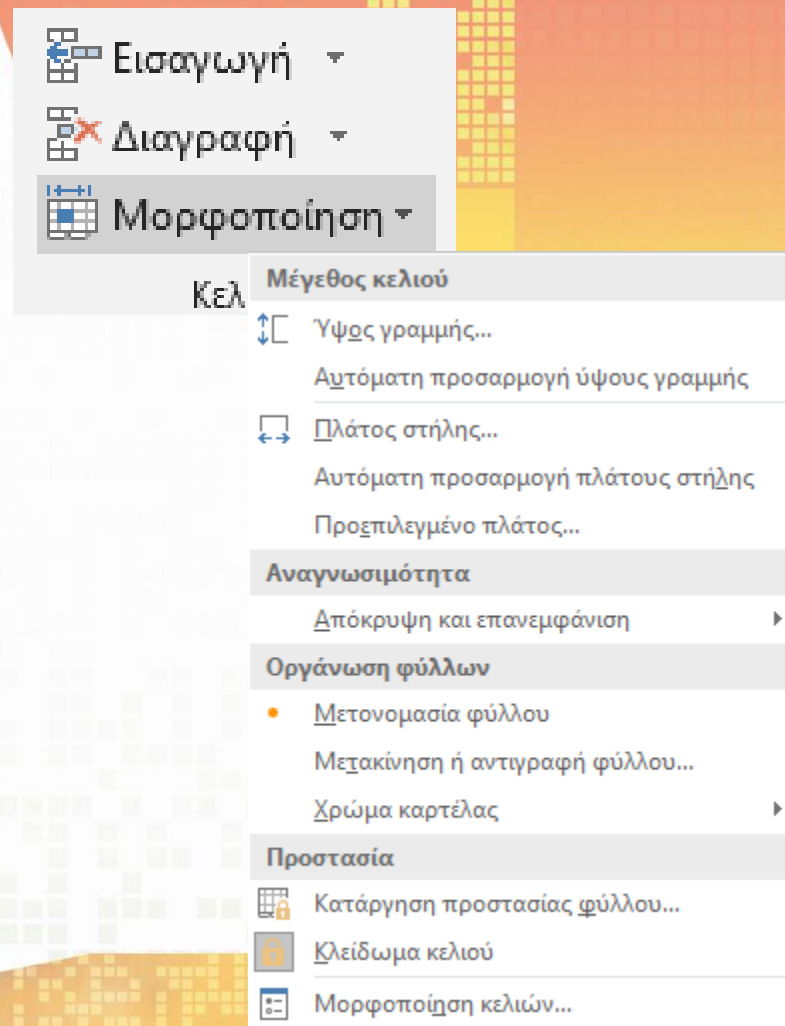 Εισαγωγή
Διαγραφή
Μορφοποίηση
Κελ
Μέγεθος κελιού
Ύψος γραμμής...
Αυτόματη προσαρμογή ύψους γραμμής
Πλάτος στήλης...
Αυτόματη προσαρμογή πλάτους στήλης
Προεπιλεγμένο πλάτος...
Αναγνωσιμότητα
Απόκρυψη και επανεμφάνιση
Οργάνωση φύλλων
Μετονομασία φύλλου
Μετακίνηση ή αντιγραφή φύλλου...
Χρώμα καρτέλας
Προστασία
Κατάργηση προστασίας φύλλου...
Κλείδωμα κελιού
Μορφοποίηση κελιών...